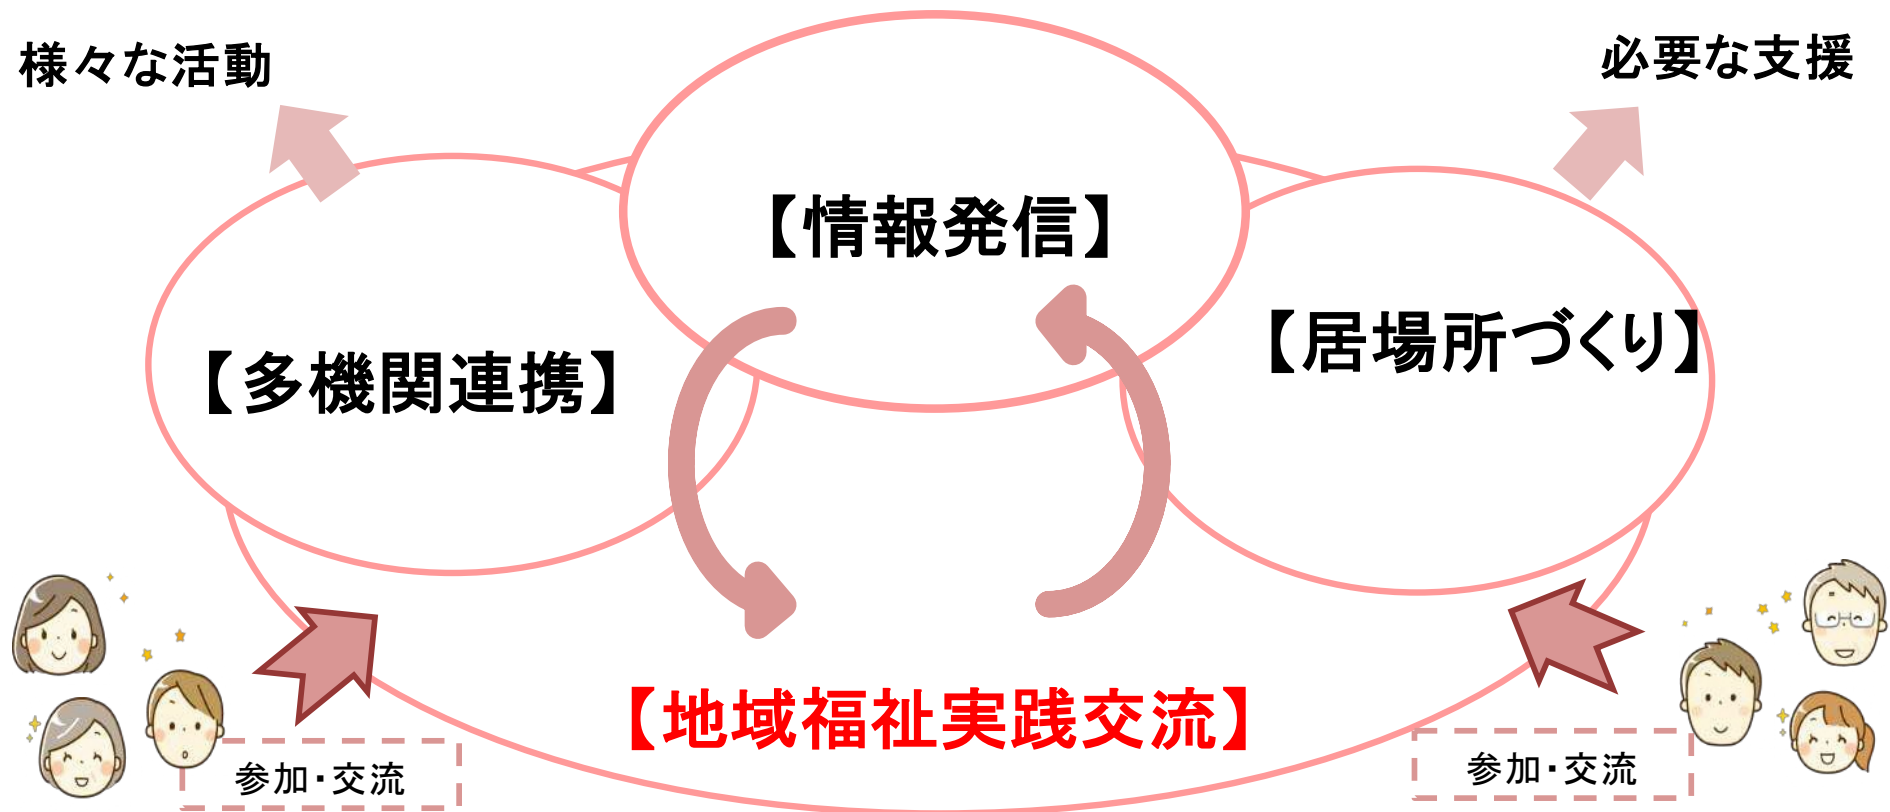 様々な活動
必要な支援
【情報発信】
【居場所づくり】
【多機関連携】
【地域福祉実践交流】
参加・交流
参加・交流